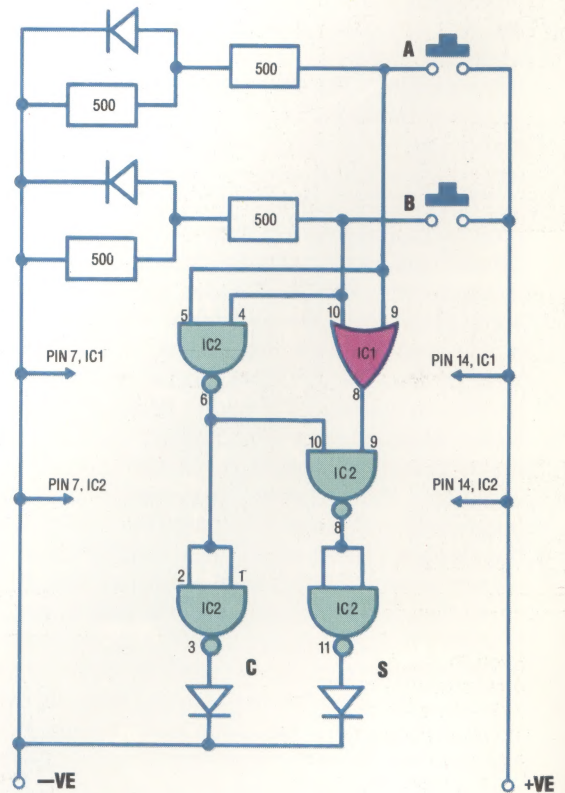 A
500
500
B
500
500
5 4 10 9
IC2 IC1
PIN 7, IC1 PIN 14, IC1
6 8
10 9
IC2
PIN 7, IC2 PIN 14, IC2
8
2 1
IC2 IC2
3 C 11 S
—VE +VE